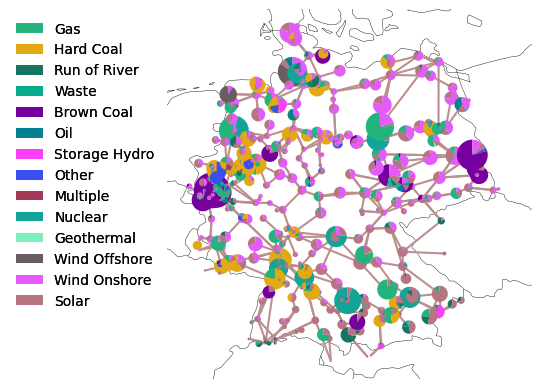 Gas
Hard Coal
Run of River
Waste
Brown Coal
Oil
Storage Hydro
Other
Multiple
Nuclear
Geothermal
Wind Offshore
Wind Onshore
Solar